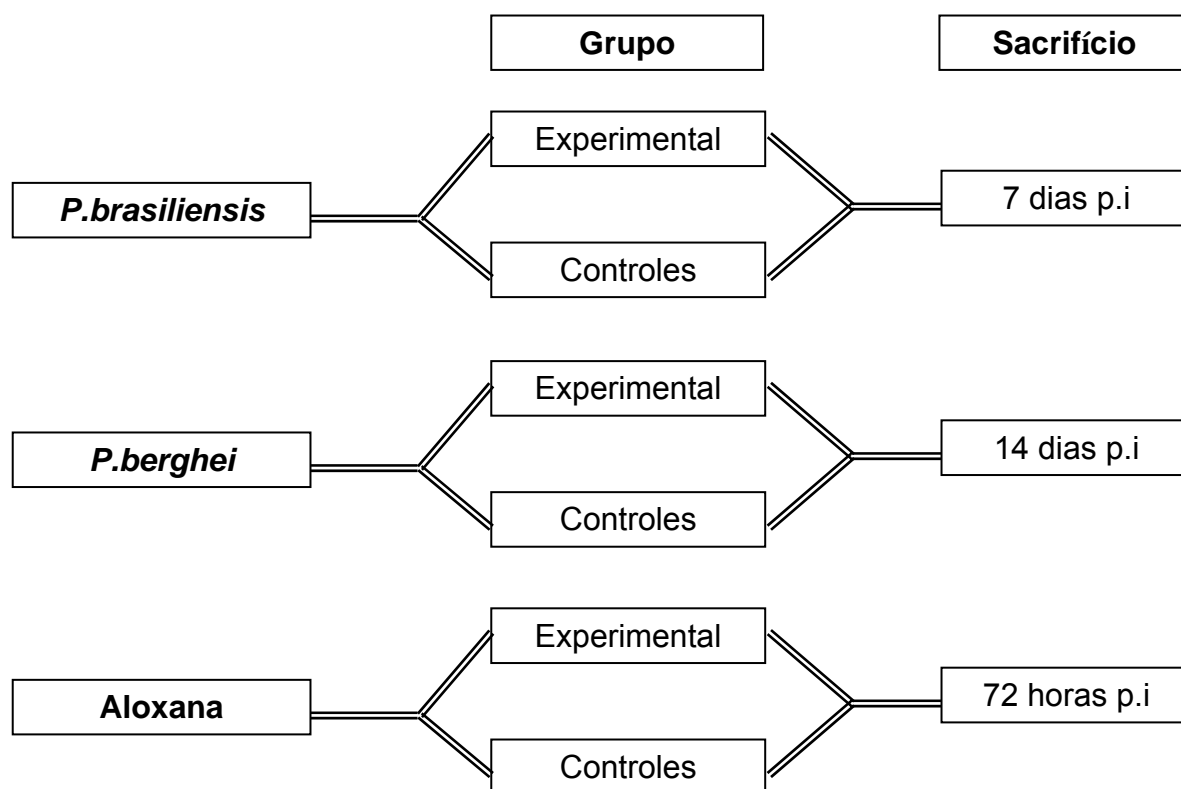 Grupo
Sacrifício
Experimental
P.brasiliensis
7 dias p.i
Controles
Experimental
P.berghei
14 dias p.i
Controles
Experimental
Aloxana
72 horas p.i
Controles